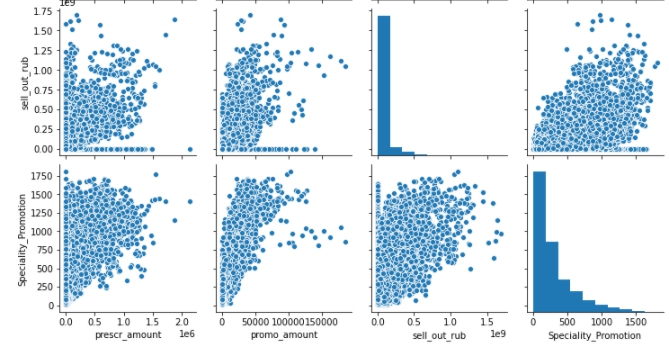 1e9
1.75
1.50
1.25
1.00
0.75
0.50
0.25
0.00
sell_out_rub
1750
1500
1250
1000
750
500
250
0
Speciality_Promotion
0.0 0.5 1.0 1.5 2.0
1e6
prescr_amount
0 50000 100000 150000
promo_amount
0.0 0.5 1.0 1.5
1e9
sell_out_rub
0 500 1000 1500
Speciality_Promotion